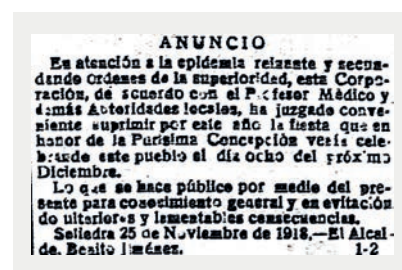 ANUNCIO
En atención a la epidemia reinante y secun-
dando ordenes de la superioridad, esta Corpo-
ración, de acuerdo con el Profesor Médico y
demás Autoridades locales, ha juzgado conve-
niente suprimir por este año la fiesta que en
honor de la Purísima Concepción venía cele-
brando este pueblo el día ocho del próximo
Diciembre.
Lo que se hace público por medio del pre-
sente para conocimiento general y en evitación
de ulteriores y lamentables consecuencias.
Seliedra 25 de Noviembre de 1918.—El Alcal-
de, Benito Jiménez. 1-2